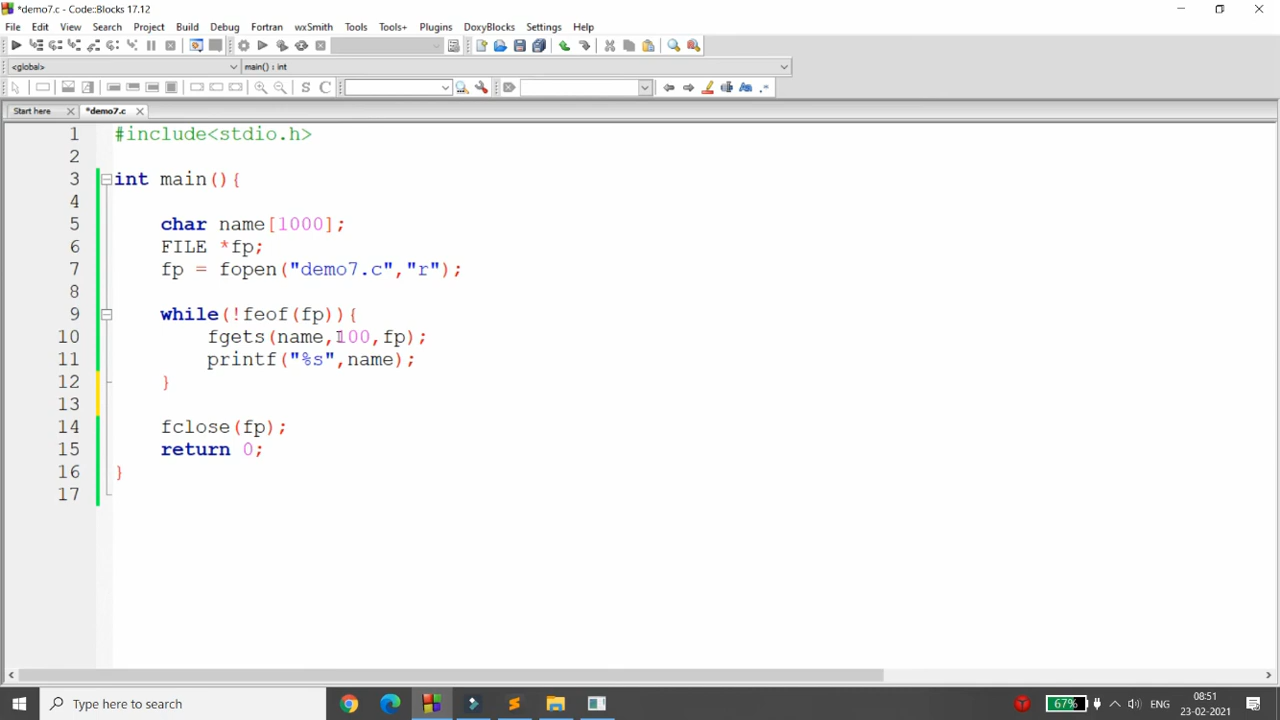 *demo7.c - Code::Blocks 17.12
File Edit View Search Project Build Debug Fortran wxSmith Tools Tools+ Plugins DoxyBlocks Settings Help
<global> main() : int
S C
Start here *demo7.c
1 #include<stdio.h>
2
3 int main(){
4
5 char name[1000];
6 FILE *fp;
7 fp = fopen("demo7.c","r");
8
9 while(!feof(fp)){
10 fgets(name,100,fp);
11 printf("%s",name);
12 }
13
14 fclose(fp);
15 return 0;
16 }
17
Type here to search 67% ENG 08:51
23-02-2021